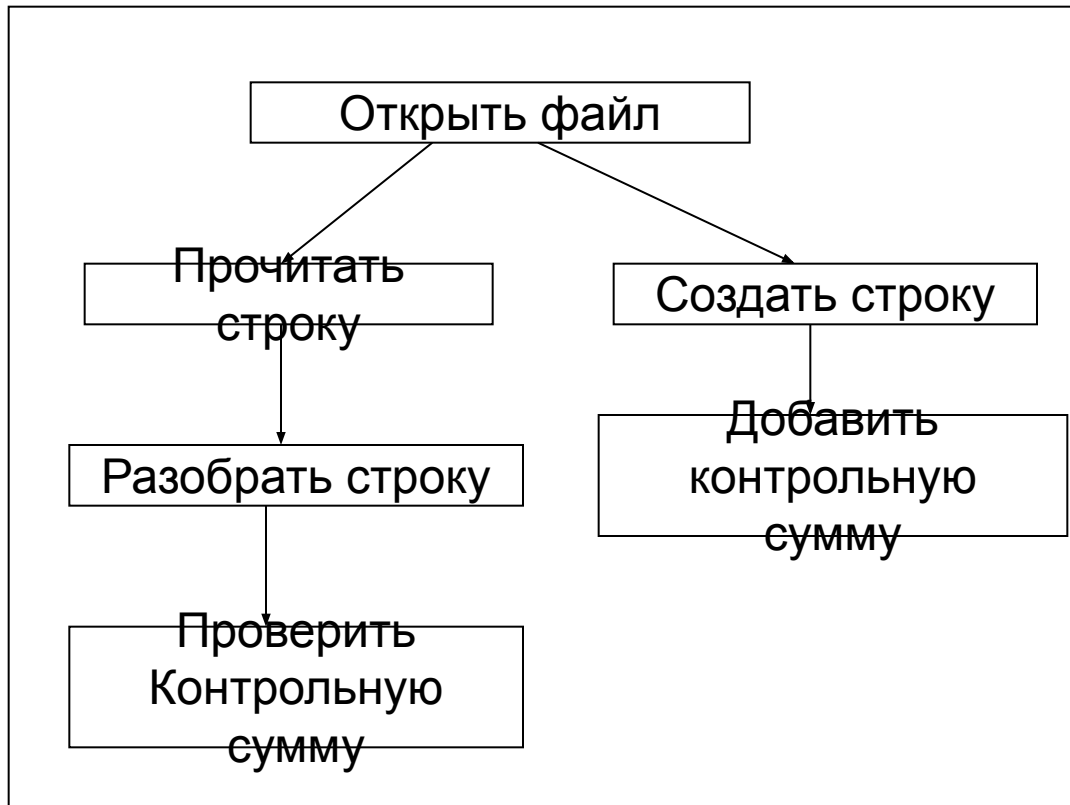 Открыть файл
Прочитать
строку
Создать строку
Разобрать строку
Добавить
контрольную
сумму
Проверить
Контрольную
сумму